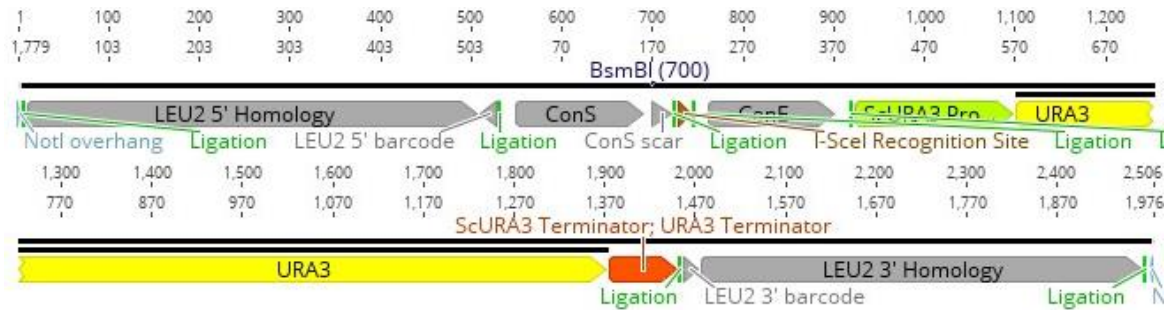 1 100 200 300 400 500 600 700 800 900 1,000 1,100 1,200
1,779 103 203 303 403 503 70 170 270 370 470 570 670
BsmBI (700)
LEU2 5' Homology ConS ConE ScURA3 Pro... URA3
NotI overhang Ligation LEU2 5' barcode Ligation ConS scar Ligation I-SceI Recognition Site Ligation L
1,300 1,400 1,500 1,600 1,700 1,800 1,900 2,000 2,100 2,200 2,300 2,400 2,506
770 870 970 1,070 1,170 1,270 1,370 1,470 1,570 1,670 1,770 1,870 1,976
ScURA3 Terminator; URA3 Terminator
URA3 LEU2 3' Homology
Ligation LEU2 3' barcode Ligation N